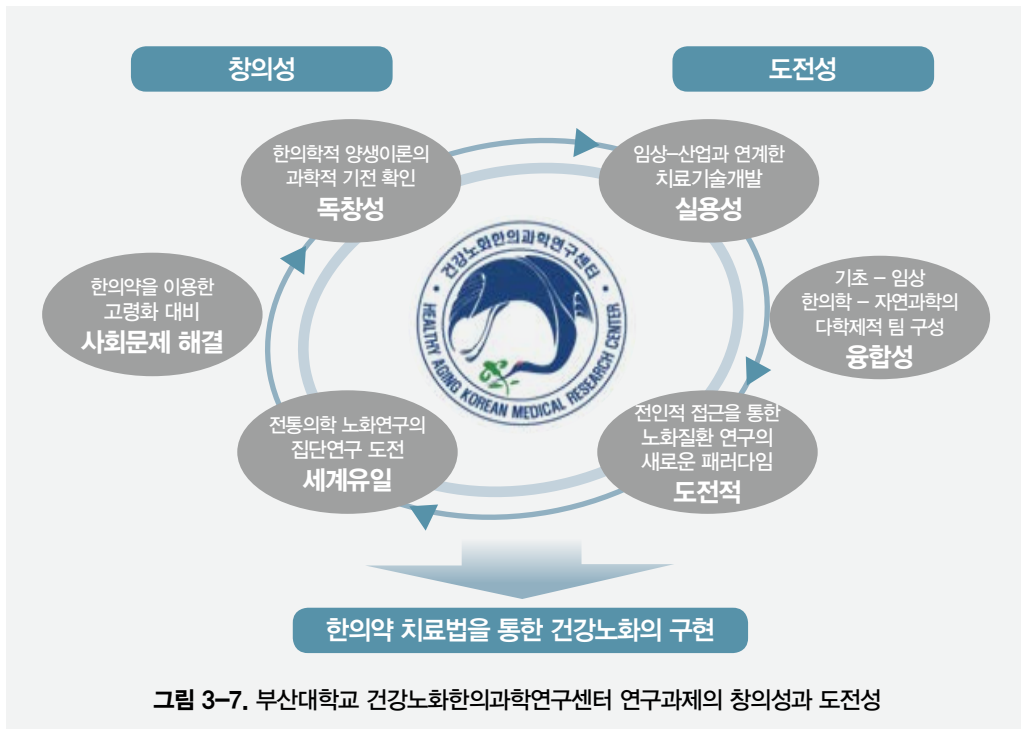 창의성
도전성
한의학적 양생이론의
과학적 기전 확인
독창성
임상-산업과 연계한
치료기술개발
실용성
한의약을 이용한
고령화 대비
사회문제 해결
건강노화한의과학연구센터
HEALTHY AGING KOREAN MEDICAL RESEARCH CENTER
기초 - 임상
한의학 - 자연과학의
다학제적 팀 구성
융합성
전통의학 노화연구의
집단연구 도전
세계유일
전인적 접근을 통한
노화질환 연구의
새로운 패러다임
도전적
한의약 치료법을 통한 건강노화의 구현
그림 3-7. 부산대학교 건강노화한의과학연구센터 연구과제의 창의성과 도전성